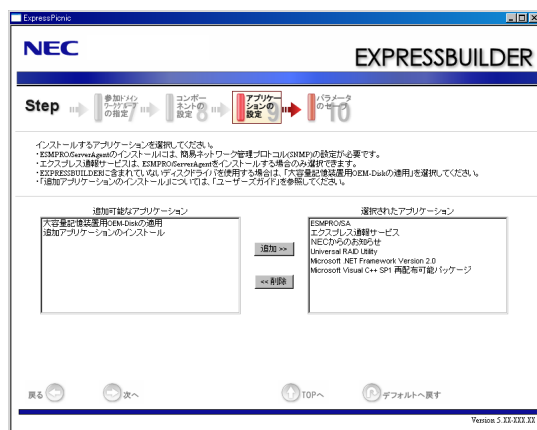 ExpressPicnic
NEC
EXPRESSBUILDER
Step
参加ドメイン
ワークグループ
の指定 7
コンポー
ネントの
設定 8
アプリケー
ションの
設定 9
パラメータ
のセーブ 10
インストールするアプリケーションを選択してください。
・ESMPRO/ServerAgentのインストールには、簡易ネットワーク管理プロトコル(SNMP)の設定が必要です。
・エクスプレス通報サービスは、ESMPRO/ServerAgentをインストールする場合のみ選択できます。
・EXPRESSBUILDERに含まれていないディスクドライバを使用する場合は、「大容量記憶装置用OEM-Diskの適用」を選択してください。
・「追加アプリケーションのインストール」については、「ユーザーズガイド」を参照してください。
追加可能なアプリケーション
大容量記憶装置用OEM-Diskの適用
追加アプリケーションのインストール
追加 >>
<< 削除
選択されたアプリケーション
ESMPRO/SA
エクスプレス通報サービス
NECからのお知らせ
Universal RAID Utility
Microsoft .NET Framework Version 2.0
Microsoft Visual C++ SP1 再配布可能パッケージ
戻る
次へ
TOPへ
デフォルトへ戻す
Version 5.XX-XXX.XX